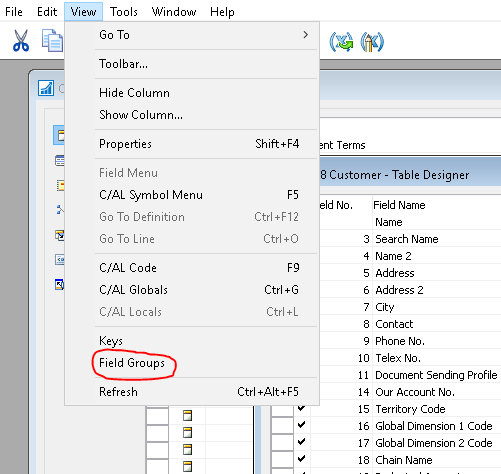 File Edit View Tools Window Help
Go To
Toolbar...
Hide Column
Show Column...
Properties Shift+F4
Field Menu
C/AL Symbol Menu F5
Go To Definition Ctrl+F12
Go To Line Ctrl+O
C/AL Code F9
C/AL Globals Ctrl+G
C/AL Locals Ctrl+L
Keys
Field Groups
Refresh Ctrl+Alt+F5
Terms
8 Customer - Table Designer
No. Field Name
Name
3 Search Name
4 Name 2
5 Address
6 Address 2
7 City
8 Contact
9 Phone No.
10 Telex No.
11 Document Sending Profile
14 Our Account No.
15 Territory Code
16 Global Dimension 1 Code
17 Global Dimension 2 Code
18 Chain Name